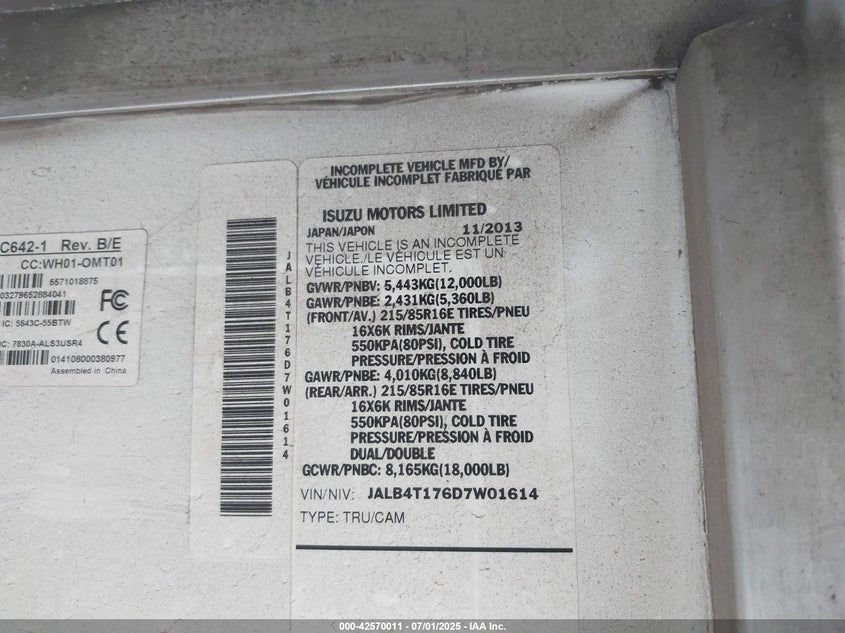 C642-1 Rev. B/E
CC:WH01-OMT01
5571018875
03279652884041
IC: 5843C-55BTW
IC: 7830A-ALS3USR4
FC
CE
014108000380977
Assembled in China
JALB4T176D7W01614
INCOMPLETE VEHICLE MFD BY/
VÉHICULE INCOMPLET FABRIQUÉ PAR
ISUZU MOTORS LIMITED
JAPAN/JAPON 11/2013
THIS VEHICLE IS AN INCOMPLETE
VEHICLE./LE VÉHICULE EST UN
VÉHICULE INCOMPLET.
GVWR/PNBV: 5,443KG(12,000LB)
GAWR/PNBE: 2,431KG(5,360LB)
(FRONT/AV.) 215/85R16E TIRES/PNEU
16X6K RIMS/JANTE
550KPA(80PSI), COLD TIRE
PRESSURE/PRESSION À FROID
GAWR/PNBE: 4,010KG(8,840LB)
(REAR/ARR.) 215/85R16E TIRES/PNEU
16X6K RIMS/JANTE
550KPA(80PSI), COLD TIRE
PRESSURE/PRESSION À FROID
DUAL/DOUBLE
GCWR/PNBC: 8,165KG(18,000LB)
VIN/NIV: JALB4T176D7W01614
TYPE: TRU/CAM
000-42570011 - 07/01/2025 - IAA Inc.